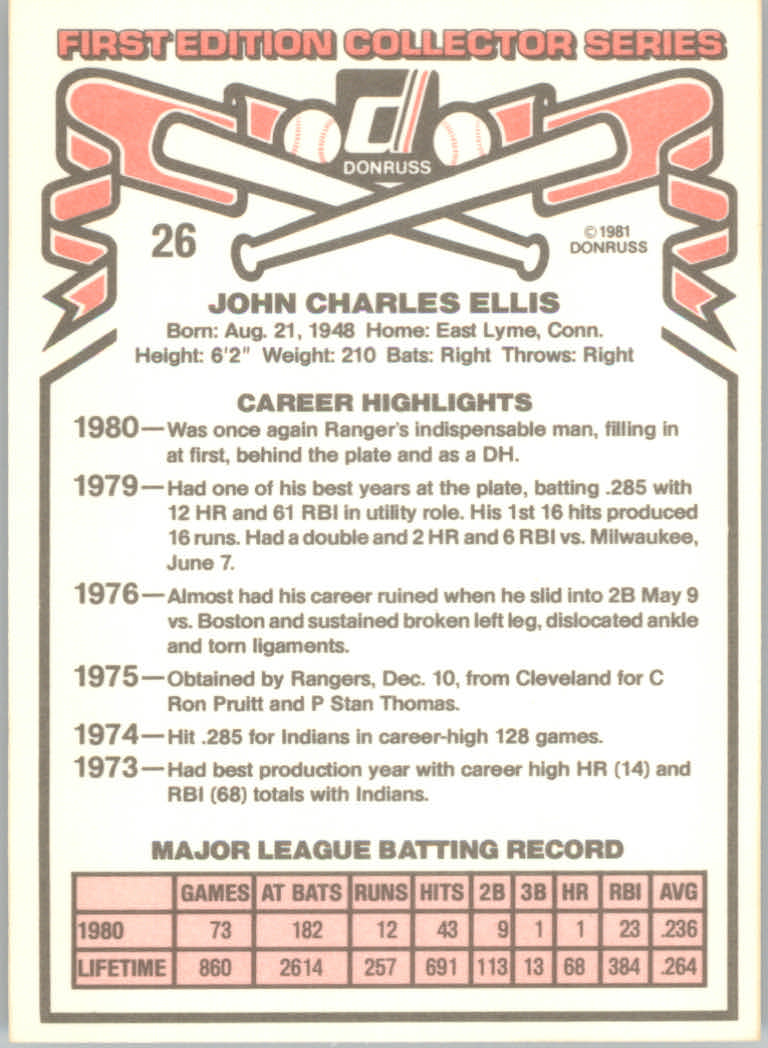 FIRST EDITION COLLECTOR SERIES
d
DONRUSS
26
©1981
DONRUSS
JOHN CHARLES ELLIS
Born: Aug. 21, 1948 Home: East Lyme, Conn.
Height: 6'2" Weight: 210 Bats: Right Throws: Right
CAREER HIGHLIGHTS
1980—Was once again Ranger's indispensable man, filling in
at first, behind the plate and as a DH.
1979—Had one of his best years at the plate, batting .285 with
12 HR and 61 RBI in utility role. His 1st 16 hits produced
16 runs. Had a double and 2 HR and 6 RBI vs. Milwaukee,
June 7.
1976—Almost had his career ruined when he slid into 2B May 9
vs. Boston and sustained broken left leg, dislocated ankle
and torn ligaments.
1975—Obtained by Rangers, Dec. 10, from Cleveland for C
Ron Pruitt and P Stan Thomas.
1974—Hit .285 for Indians in career-high 128 games.
1973—Had best production year with career high HR (14) and
RBI (68) totals with Indians.
MAJOR LEAGUE BATTING RECORD
GAMES AT BATS RUNS HITS 2B 3B HR RBI AVG
1980 73 182 12 43 9 1 1 23 .236
LIFETIME 860 2614 257 691 113 13 68 384 .264